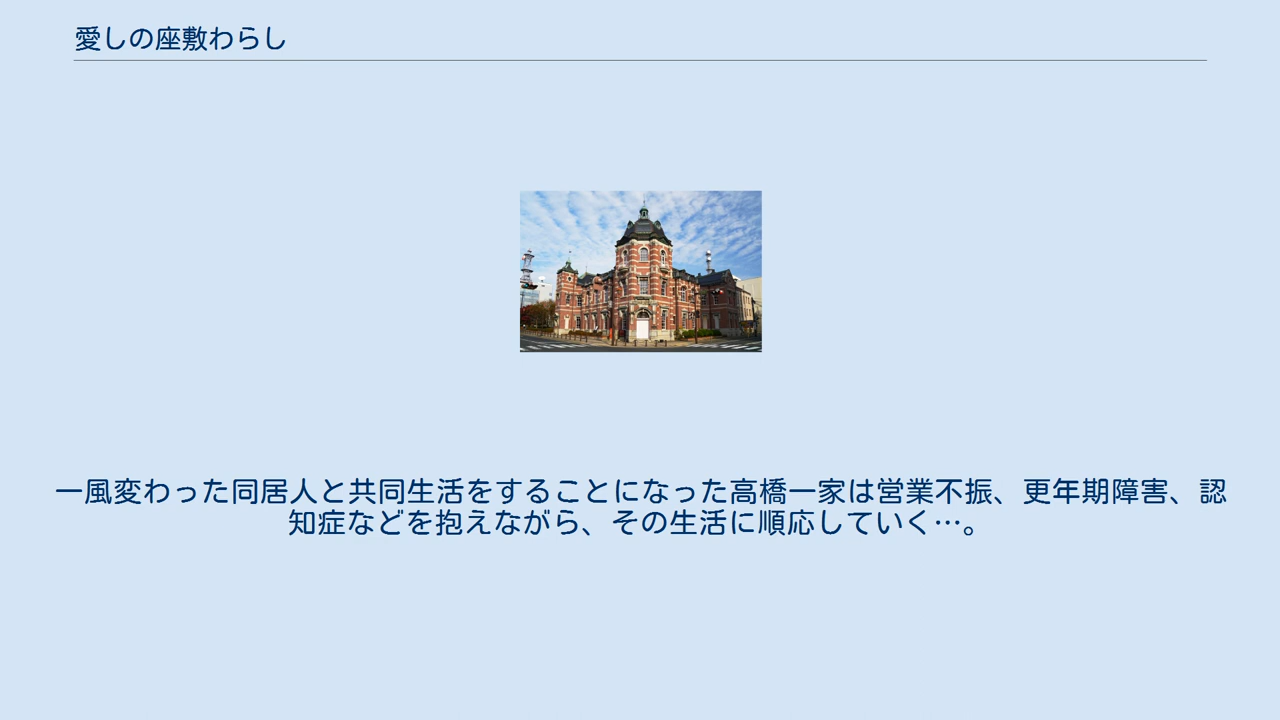 愛しの座敷わらし
一風変わった同居人と共同生活をすることになった高橋一家は営業不振、更年期障害、認
知症などを抱えながら、その生活に順応していく…。